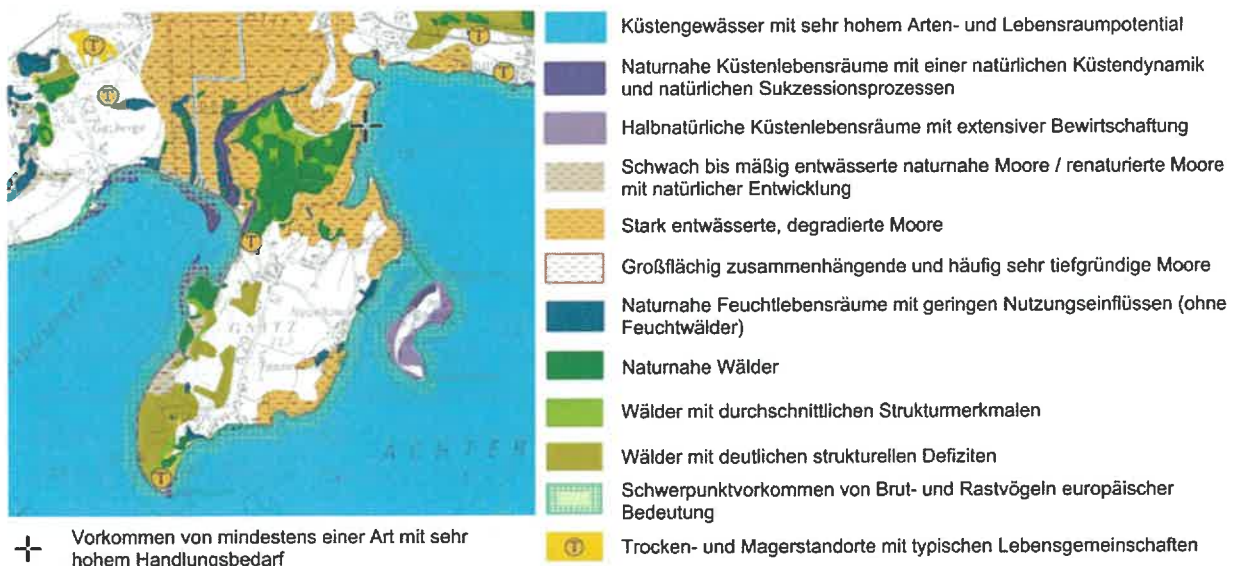 Küstengewässer mit sehr hohem Arten- und Lebensraumpotential
Naturnahe Küstenlebensräume mit einer natürlichen Küstendynamik
und natürlichen Sukzessionsprozessen
Halbnatürliche Küstenlebensräume mit extensiver Bewirtschaftung
Schwach bis mäßig entwässerte naturnahe Moore / renaturierte Moore
mit natürlicher Entwicklung
Stark entwässerte, degradierte Moore
Großflächig zusammenhängende und häufig sehr tiefgründige Moore
Naturnahe Feuchtlebensräume mit geringen Nutzungseinflüssen (ohne
Feuchtwälder)
Naturnahe Wälder
Wälder mit durchschnittlichen Strukturmerkmalen
Wälder mit deutlichen strukturellen Defiziten
Schwerpunktvorkommen von Brut- und Rastvögeln europäischer
Bedeutung
T Trocken- und Magerstandorte mit typischen Lebensgemeinschaften
Vorkommen von mindestens einer Art mit sehr
hohem Handlungsbedarf
T
T
T
T
T
T
GNITZ
ACHTER